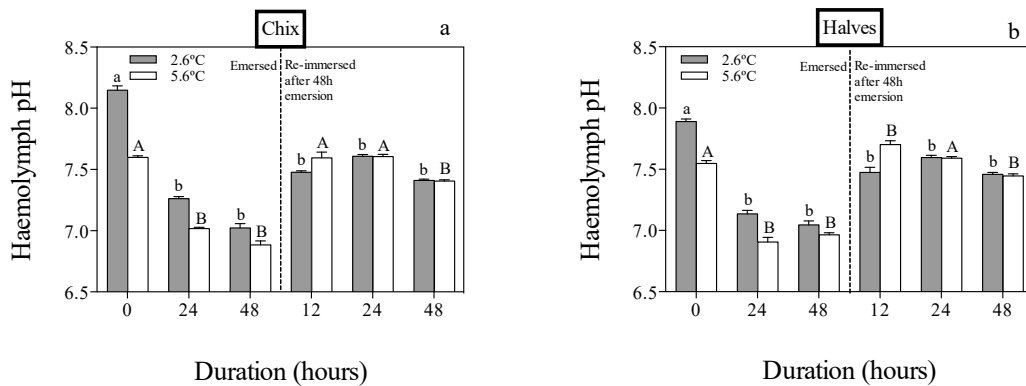 Chix
a
8.5
8.0
7.5
7.0
6.5
Haemolymph pH
2.6ºC
5.6ºC
Emersed
Re-immersed
after 48h
emersion
a
A
b
B
b
B
b
A
b
A
b
B
0
24
48
12
24
48
Duration (hours)
Halves
b
8.5
8.0
7.5
7.0
6.5
Haemolymph pH
2.6ºC
5.6ºC
Emersed
Re-immersed
after 48h
emersion
a
A
b
B
b
B
b
B
b
A
b
B
0
24
48
12
24
48
Duration (hours)